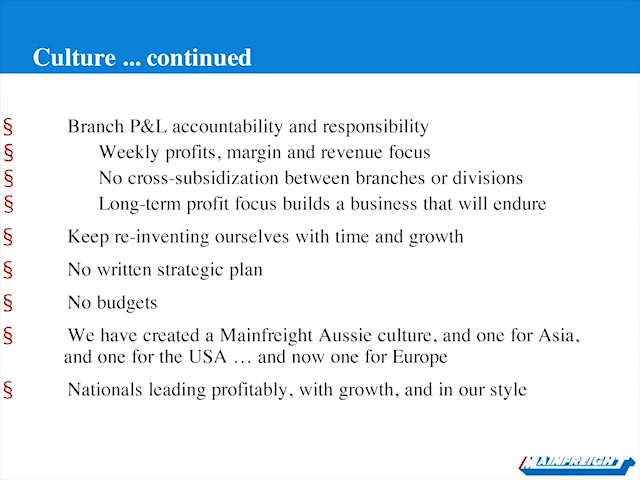 Culture ... continued
§ Branch P&L accountability and responsibility
§ Weekly profits, margin and revenue focus
§ No cross-subsidization between branches or divisions
§ Long-term profit focus builds a business that will endure
§ Keep re-inventing ourselves with time and growth
§ No written strategic plan
§ No budgets
§ We have created a Mainfreight Aussie culture, and one for Asia,
and one for the USA … and now one for Europe
§ Nationals leading profitably, with growth, and in our style
MAINFREIGHT